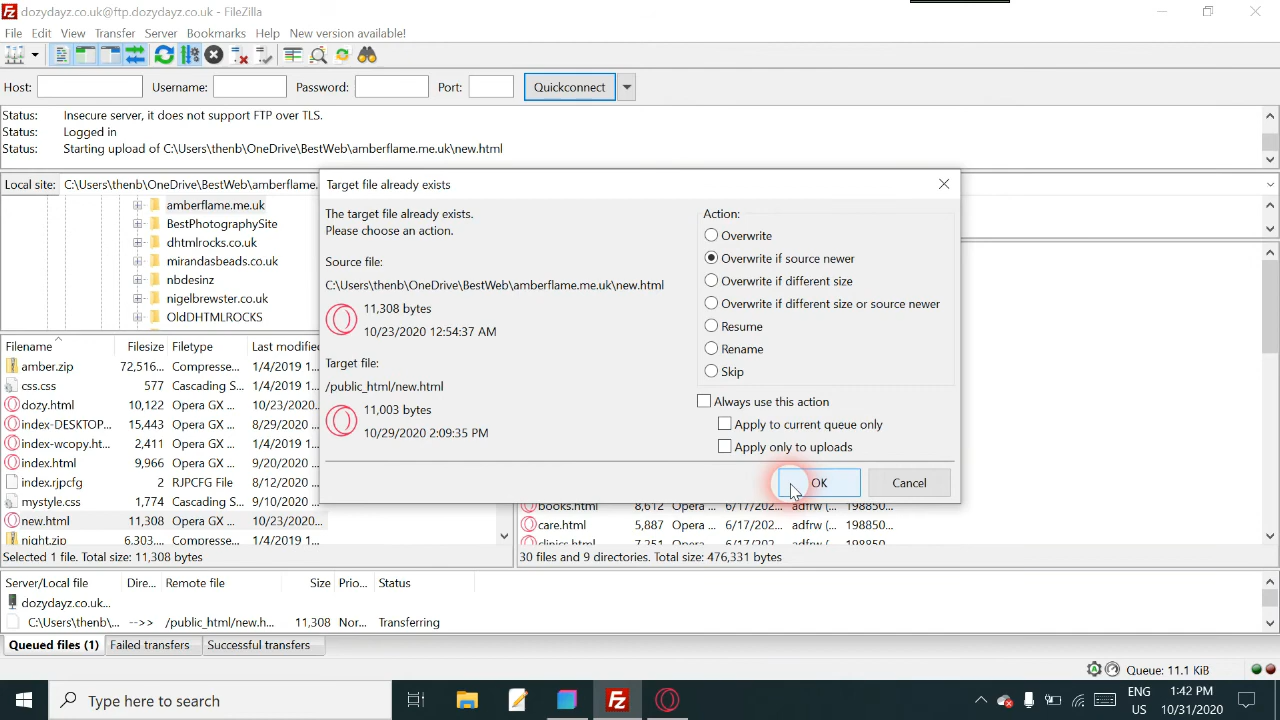 dozydayz.co.uk@ftp.dozydayz.co.uk - FileZilla
File Edit View Transfer Server Bookmarks Help New version available!
Host: Username: Password: Port: Quickconnect
Status: Insecure server, it does not support FTP over TLS.
Status: Logged in
Status: Starting upload of C:\Users\thenb\OneDrive\BestWeb\amberflame.me.uk\new.html
Local site: C:\Users\thenb\OneDrive\BestWeb\amberflame.
amberflame.me.uk
BestPhotographySite
dhtmlrocks.co.uk
mirandasbeads.co.uk
nbdesinz
nigelbrewster.co.uk
OldDHTMLROCKS
Filename Filesize Filetype Last modified
amber.zip 72,516... Compresse... 1/4/2019 1...
css.css 577 Cascading S... 1/4/2019 1...
dozy.html 10,122 Opera GX ... 10/23/2020...
index-DESKTOP... 15,443 Opera GX ... 8/29/2020 ...
index-wcopy.ht... 2,411 Opera GX ... 1/4/2019 1...
index.html 9,966 Opera GX ... 9/20/2020 ...
index.rjpcfg 2 RJPCFG File 8/12/2020 ...
mystyle.css 1,774 Cascading S... 9/10/2020 ...
new.html 11,308 Opera GX ... 10/23/2020...
night.zip 6,303... Compresse... 1/4/2019 1...
Selected 1 file. Total size: 11,308 bytes
Target file already exists
The target file already exists.
Please choose an action.
Source file:
C:\Users\thenb\OneDrive\BestWeb\amberflame.me.uk\new.html
11,308 bytes
10/23/2020 12:54:37 AM
Target file:
/public_html/new.html
11,003 bytes
10/29/2020 2:09:35 PM
Action:
Overwrite
Overwrite if source newer
Overwrite if different size
Overwrite if different size or source newer
Resume
Rename
Skip
Always use this action
Apply to current queue only
Apply only to uploads
OK Cancel
books.html 8,612 Opera ... 6/17/202... adfrw (... 198850...
care.html 5,887 Opera ... 6/17/202... adfrw (... 198850...
clinics.html 7,251 Opera ... 6/17/202... adfrw (... 198850...
30 files and 9 directories. Total size: 476,331 bytes
Server/Local file Dire... Remote file Size Prio... Status
dozydayz.co.uk...
C:\Users\thenb\... -->> /public_html/new.h... 11,308 Nor... Transferring
Queued files (1) Failed transfers Successful transfers
Queue: 11.1 KiB
Type here to search
ENG
US
1:42 PM
10/31/2020